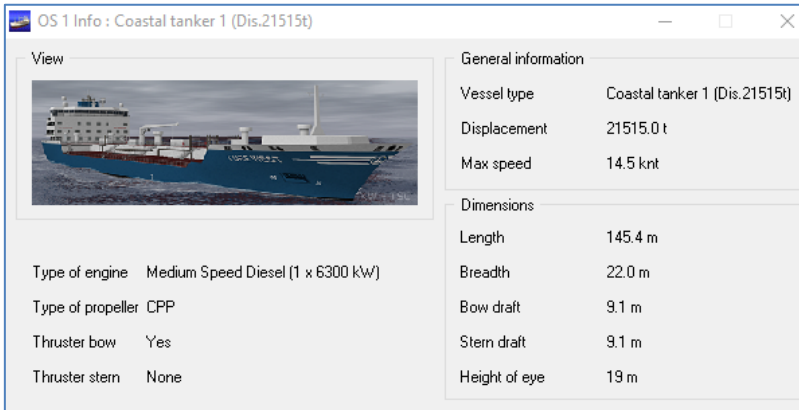 OS 1 Info : Coastal tanker 1 (Dis.21515t)
View
Type of engine Medium Speed Diesel (1 x 6300 kW)
Type of propeller CPP
Thruster bow Yes
Thruster stern None
General information
Vessel type Coastal tanker 1 (Dis.21515t)
Displacement 21515.0 t
Max speed 14.5 knt
Dimensions
Length 145.4 m
Breadth 22.0 m
Bow draft 9.1 m
Stern draft 9.1 m
Height of eye 19 m